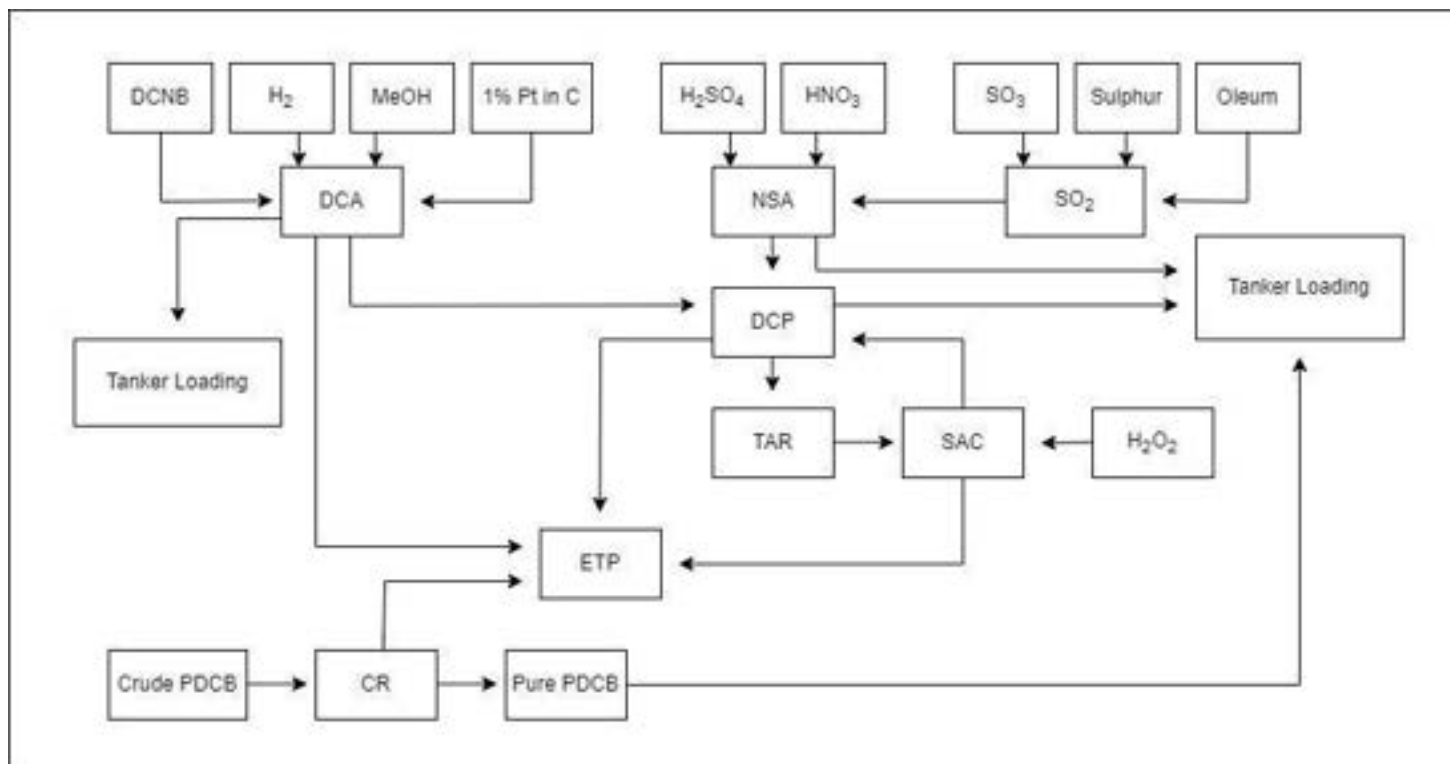 DCNB
H₂
MeOH
1% Pt in C
H₂SO₄
HNO₃
SO₃
Sulphur
Oleum
DCA
NSA
SO₂
Tanker Loading
DCP
Tanker Loading
TAR
SAC
H₂O₂
ETP
Crude PDCB
CR
Pure PDCB